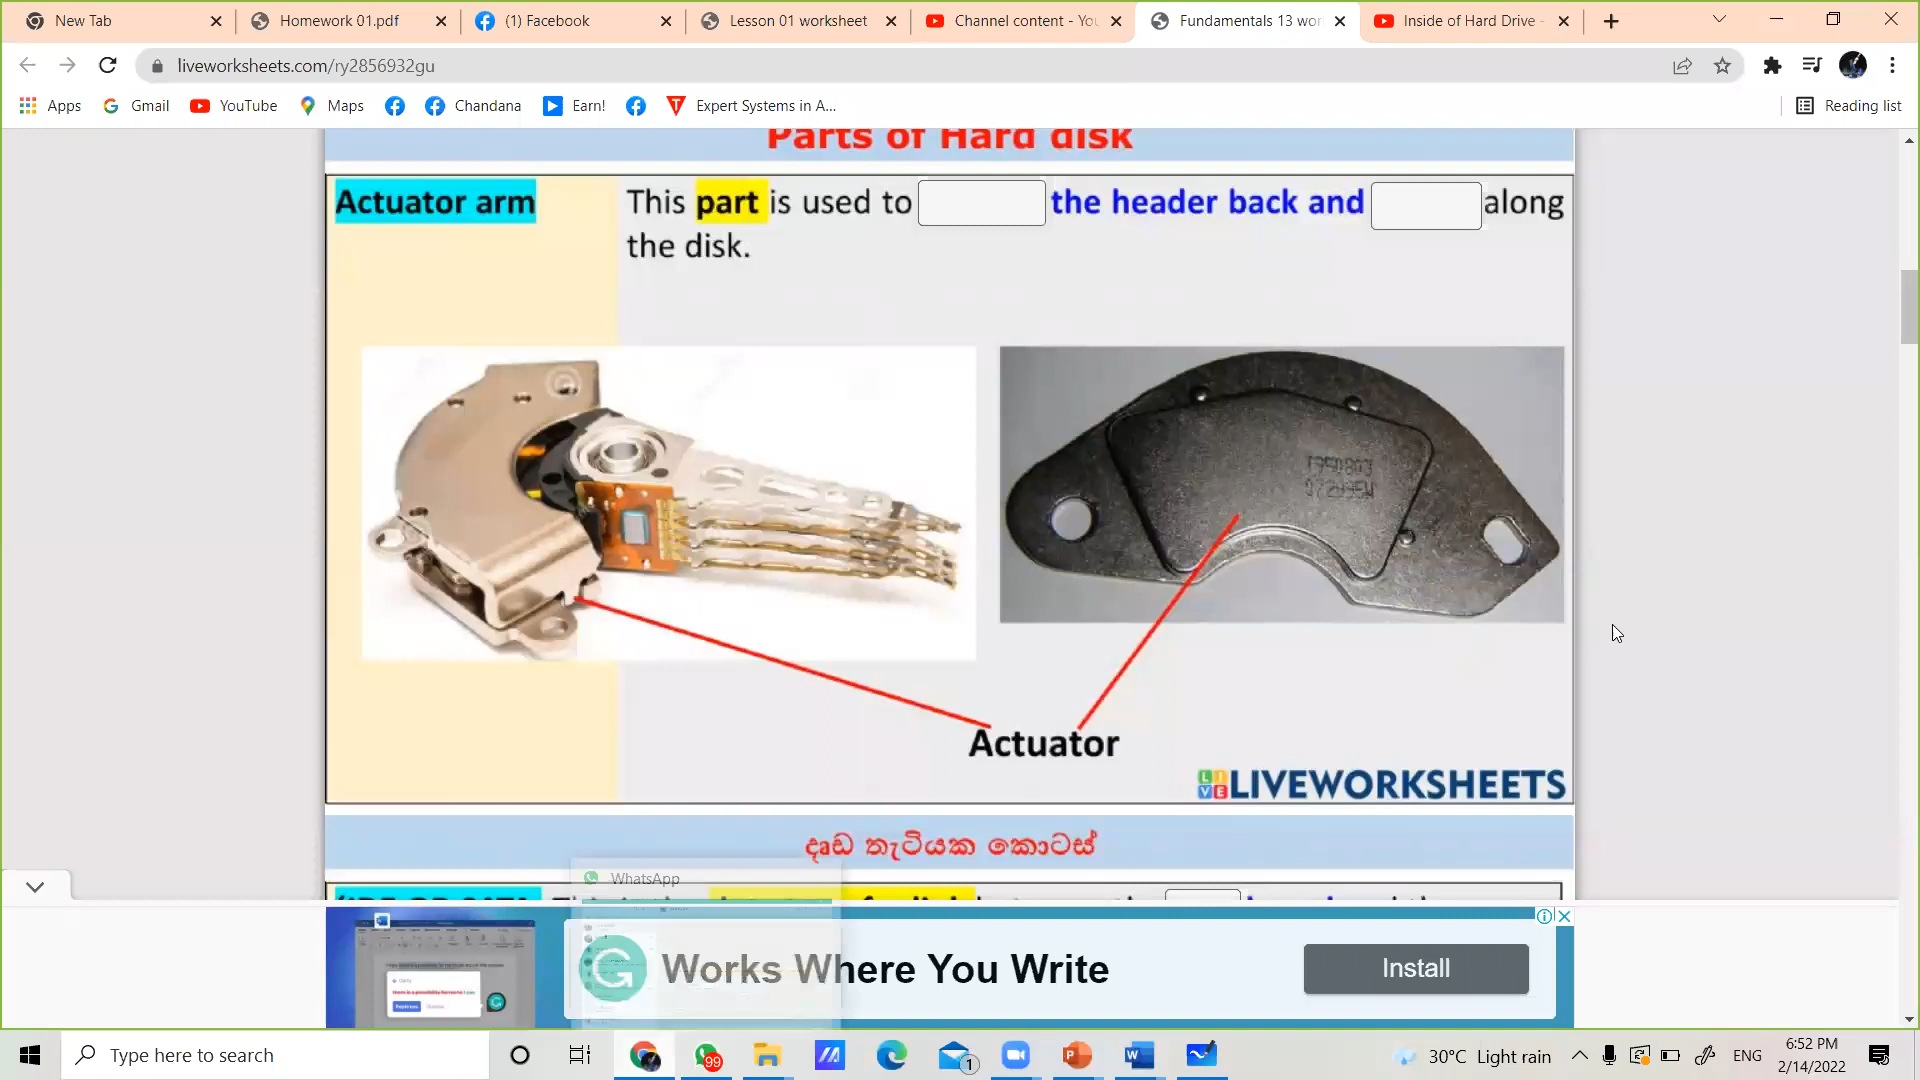 New Tab
Homework 01.pdf
(1) Facebook
Lesson 01 worksheet
Channel content - You
Fundamentals 13 wor
Inside of Hard Drive -
liveworksheets.com/ry2856932gu
Apps
Gmail
YouTube
Maps
Chandana
Earn!
Expert Systems in A...
Reading list
Parts of Hard disk
Actuator arm
This part is used to the header back and along
the disk.
Actuator
LIVEWORKSHEETS
දෘඩ තැටියක කොටස්
WhatsApp
Works Where You Write
Install
Type here to search
99
1
30°C Light rain
ENG
6:52 PM
2/14/2022